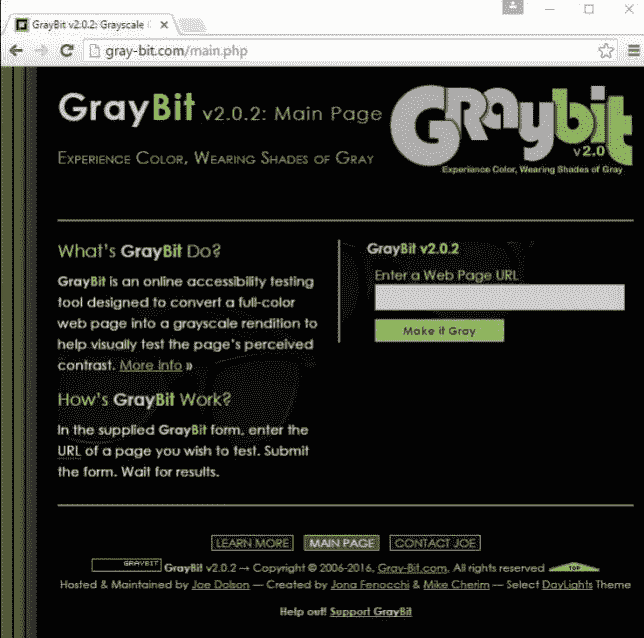 GrayBit v2.0.2: Grayscale
gray-bit.com/main.php
GrayBit v2.0.2: Main Page
Graybit
v2.0
Experience Color, Wearing Shades of Gray
Experience Color, Wearing Shades of Gray.
What's GrayBit Do?
GrayBit is an online accessibility testing
tool designed to convert a full-color
web page into a grayscale rendition to
help visually test the page's perceived
contrast. More Info »
How's GrayBit Work?
In the supplied GrayBit form, enter the
URL of a page you wish to test. Submit
the form. Wait for results.
GrayBit v2.0.2
Enter a Web Page URL
Make it Gray
LEARN MORE MAIN PAGE CONTACT JOE
GRAYBIT GrayBit v2.0.2 → Copyright © 2006-2016, Gray-Bit.com, All rights reserved TOP
Hosted & Maintained by Joe Dolson — Created by Jona Fenocchi & Mike Cherim — Select DayLights Theme
Help out! Support GrayBit